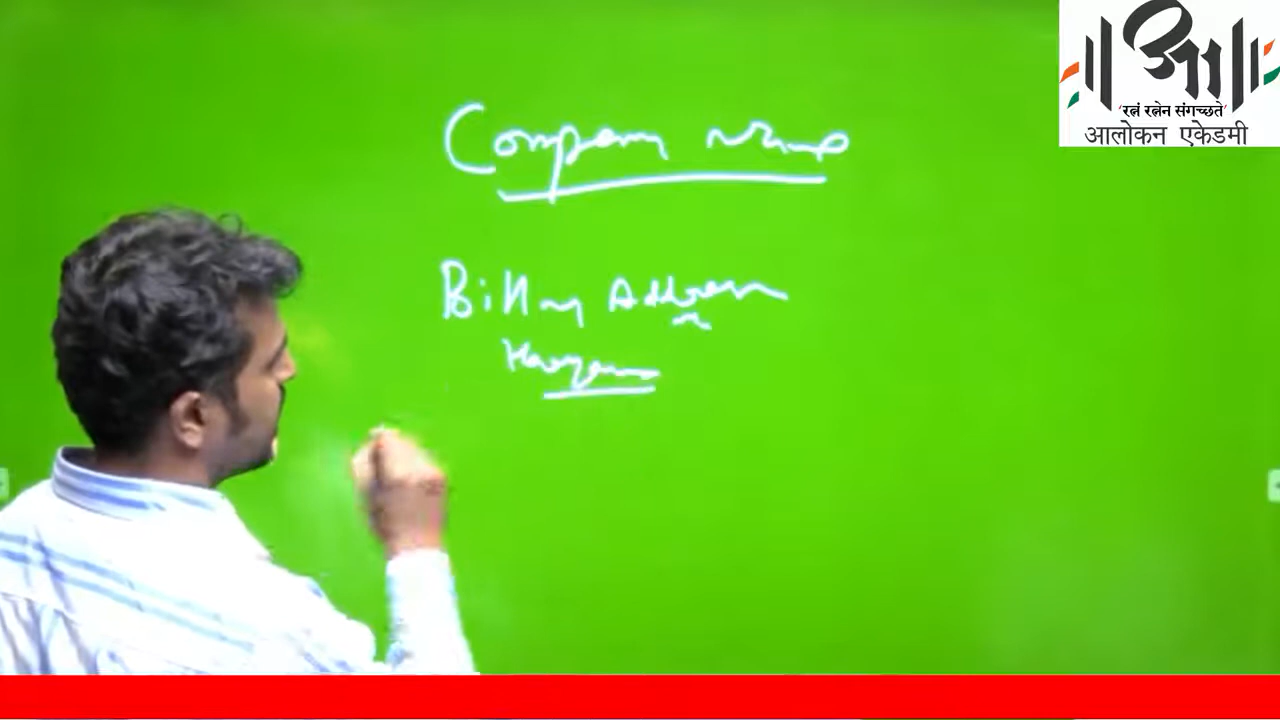 'रत्नं रत्नेन संगच्छते'
आलोकन एकेडमी
Company Name
Billing Address
Haryana